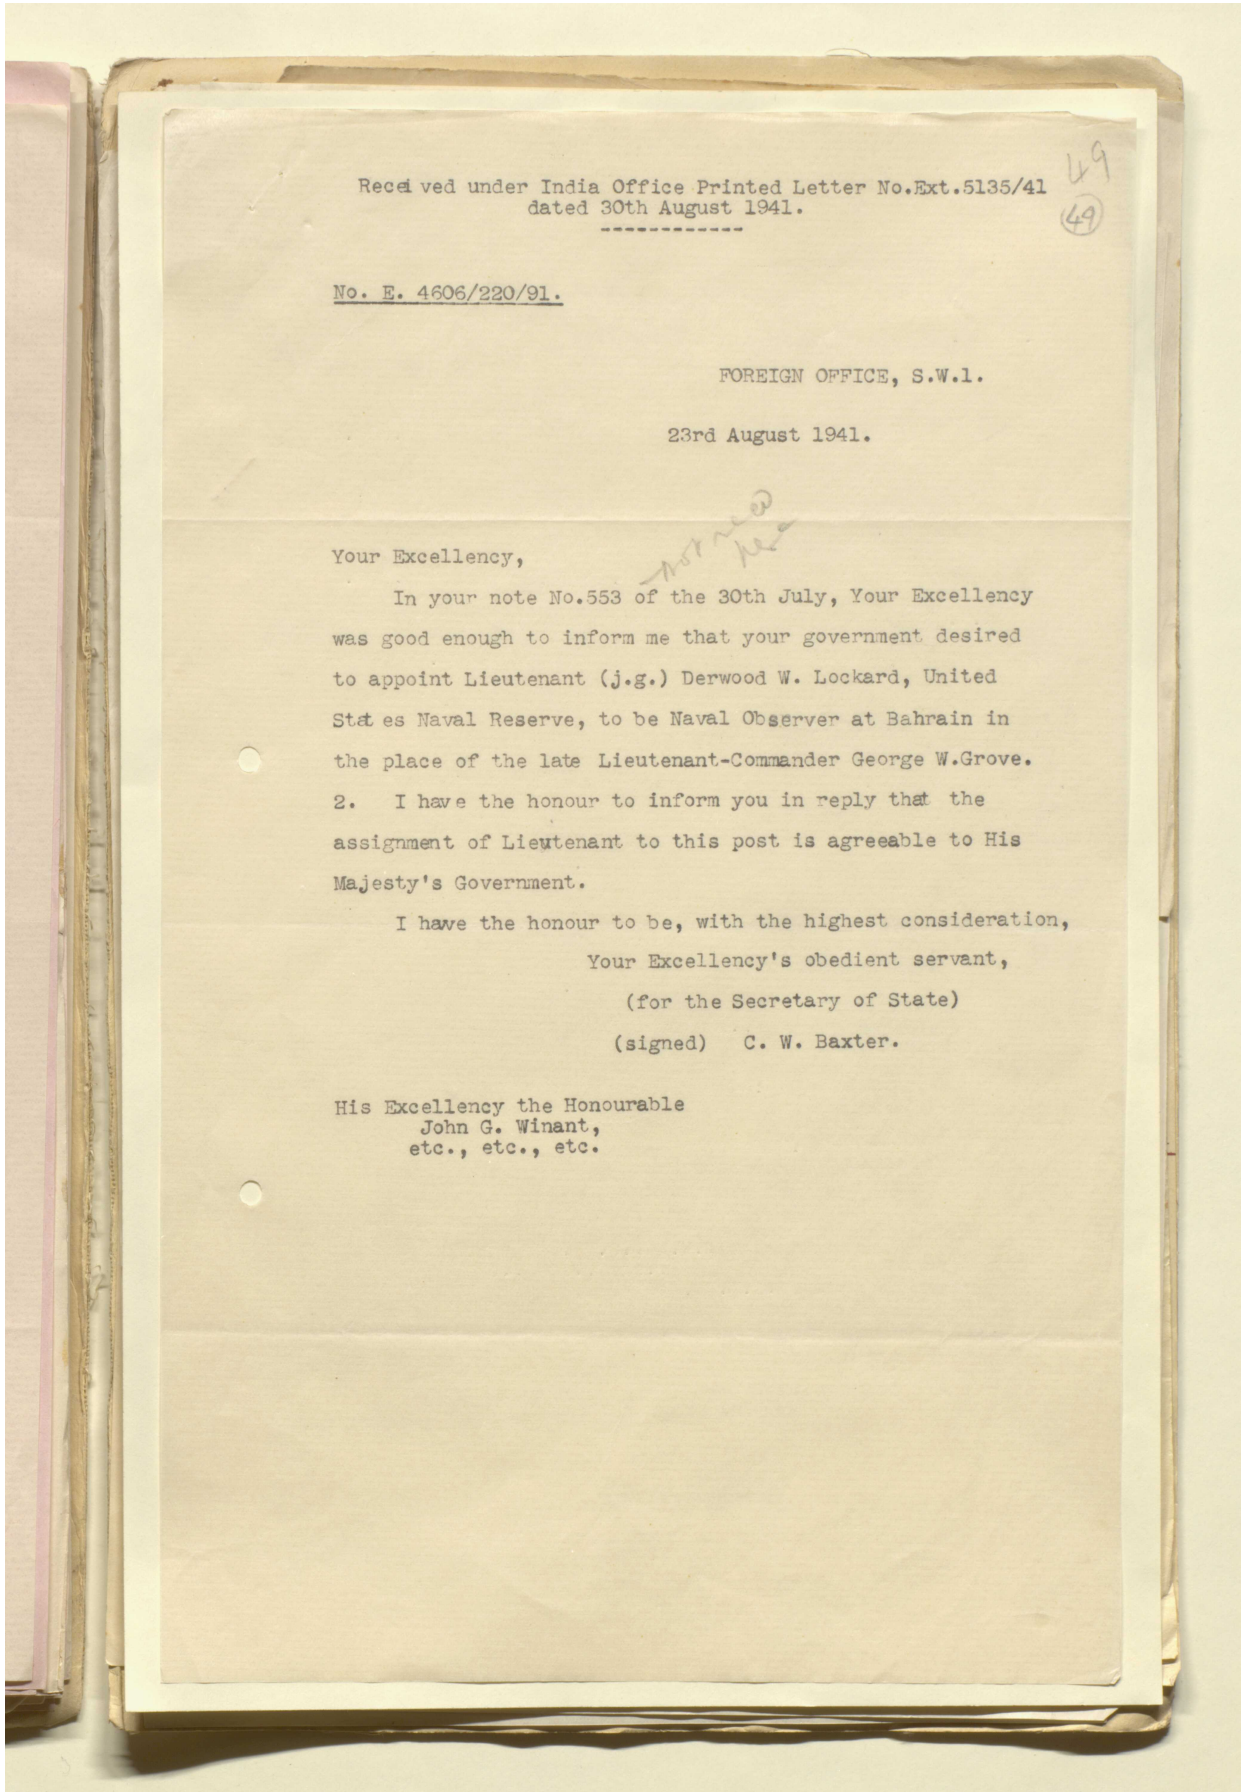 49
Received under India Office Printed Letter No.Ext.5135/41
dated 30th August 1941.
------------
49
No. E. 4606/220/91.
FOREIGN OFFICE, S.W.1.
23rd August 1941.
not recd
here
Your Excellency,
In your note No.553 of the 30th July, Your Excellency
was good enough to inform me that your government desired
to appoint Lieutenant (j.g.) Derwood W. Lockard, United
States Naval Reserve, to be Naval Observer at Bahrain in
the place of the late Lieutenant-Commander George W.Grove.
2. I have the honour to inform you in reply that the
assignment of Lieutenant to this post is agreeable to His
Majesty's Government.
I have the honour to be, with the highest consideration,
Your Excellency's obedient servant,
(for the Secretary of State)
(signed) C. W. Baxter.
His Excellency the Honourable
John G. Winant,
etc., etc., etc.